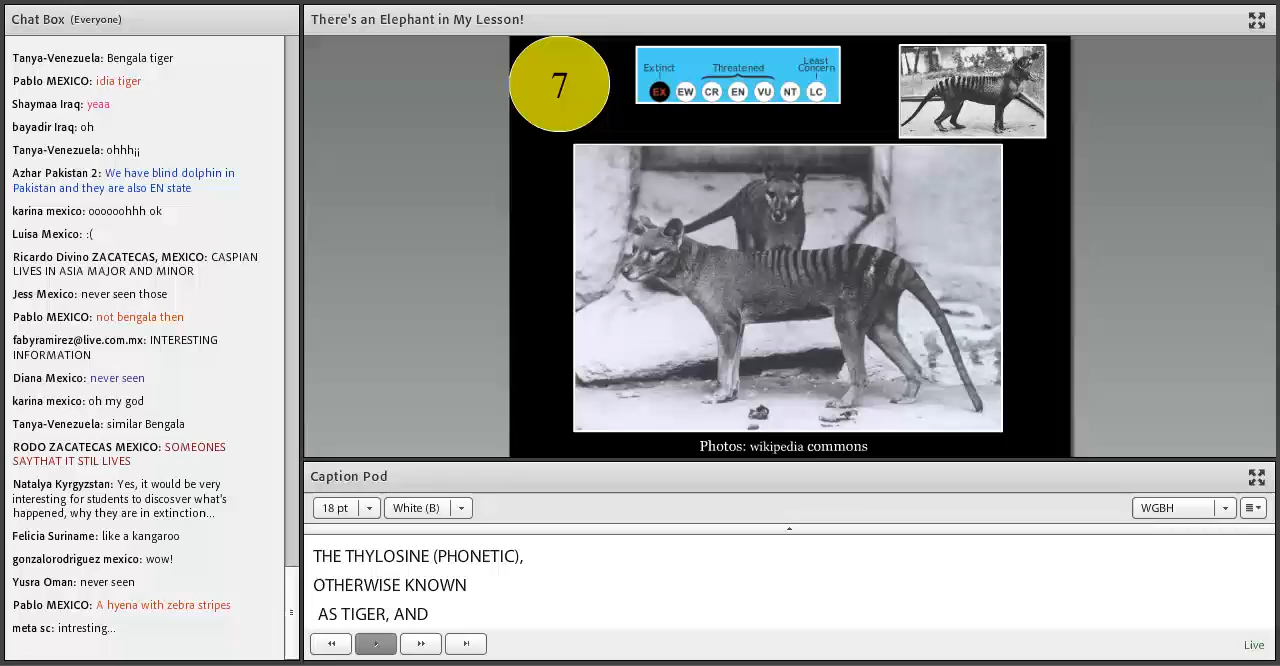 Chat Box (Everyone)
Tanya-Venezuela: Bengala tiger
Pablo MEXICO: idia tiger
Shaymaa Iraq: yeaa
bayadir Iraq: oh
Tanya-Venezuela: ohhh¡¡
Azhar Pakistan 2: We have blind dolphin in
Pakistan and they are also EN state
karina mexico: oooooohhh ok
Luisa Mexico: :(
Ricardo Divino ZACATECAS, MEXICO: CASPIAN
LIVES IN ASIA MAJOR AND MINOR
Jess Mexico: never seen those
Pablo MEXICO: not bengala then
fabyramirez@live.com.mx: INTERESTING
INFORMATION
Diana Mexico: never seen
karina mexico: oh my god
Tanya-Venezuela: similar Bengala
RODO ZACATECAS MEXICO: SOMEONES
SAYTHAT IT STIL LIVES
Natalya Kyrgyzstan: Yes, it would be very
interesting for students to discover what's
happened, why they are in extinction...
Felicia Suriname: like a kangaroo
gonzalorodriguez mexico: wow!
Yusra Oman: never seen
Pablo MEXICO: A hyena with zebra stripes
meta sc: intresting...
There's an Elephant in My Lesson!
7
Extinct Threatened Least
Concern
EX EW CR EN VU NT LC
Photos: wikipedia commons
Caption Pod
18 pt White (B) WGBH
THE THYLOSINE (PHONETIC),
OTHERWISE KNOWN
AS TIGER, AND
Live